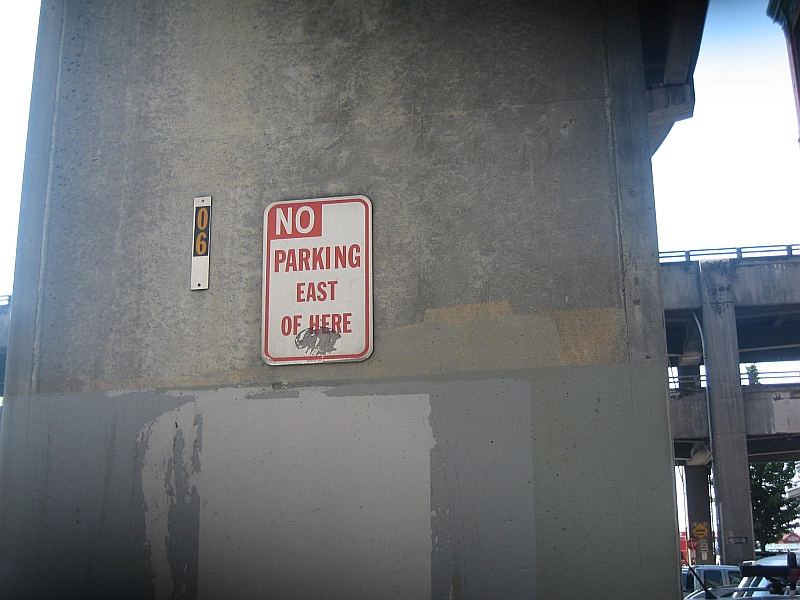 06
NO
PARKING
EAST
OF HERE